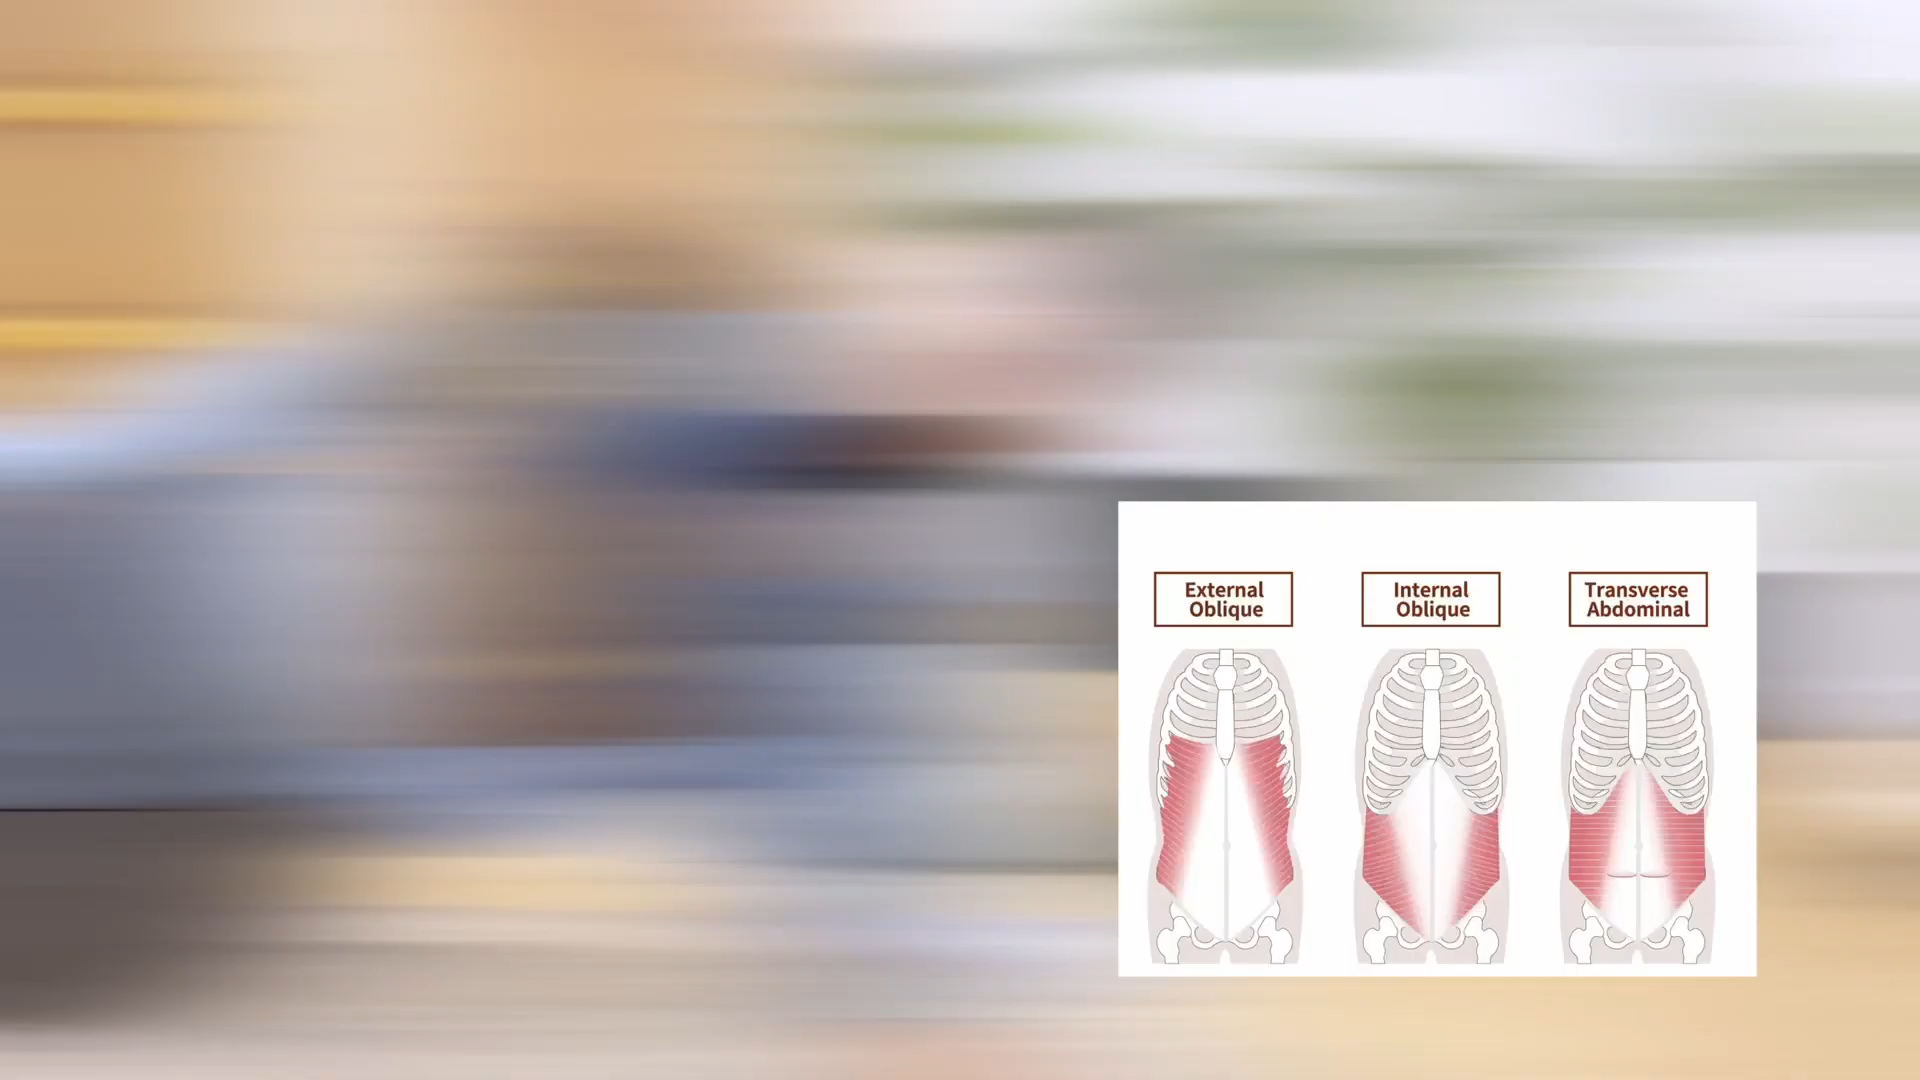 External
Oblique
Internal
Oblique
Transverse
Abdominal